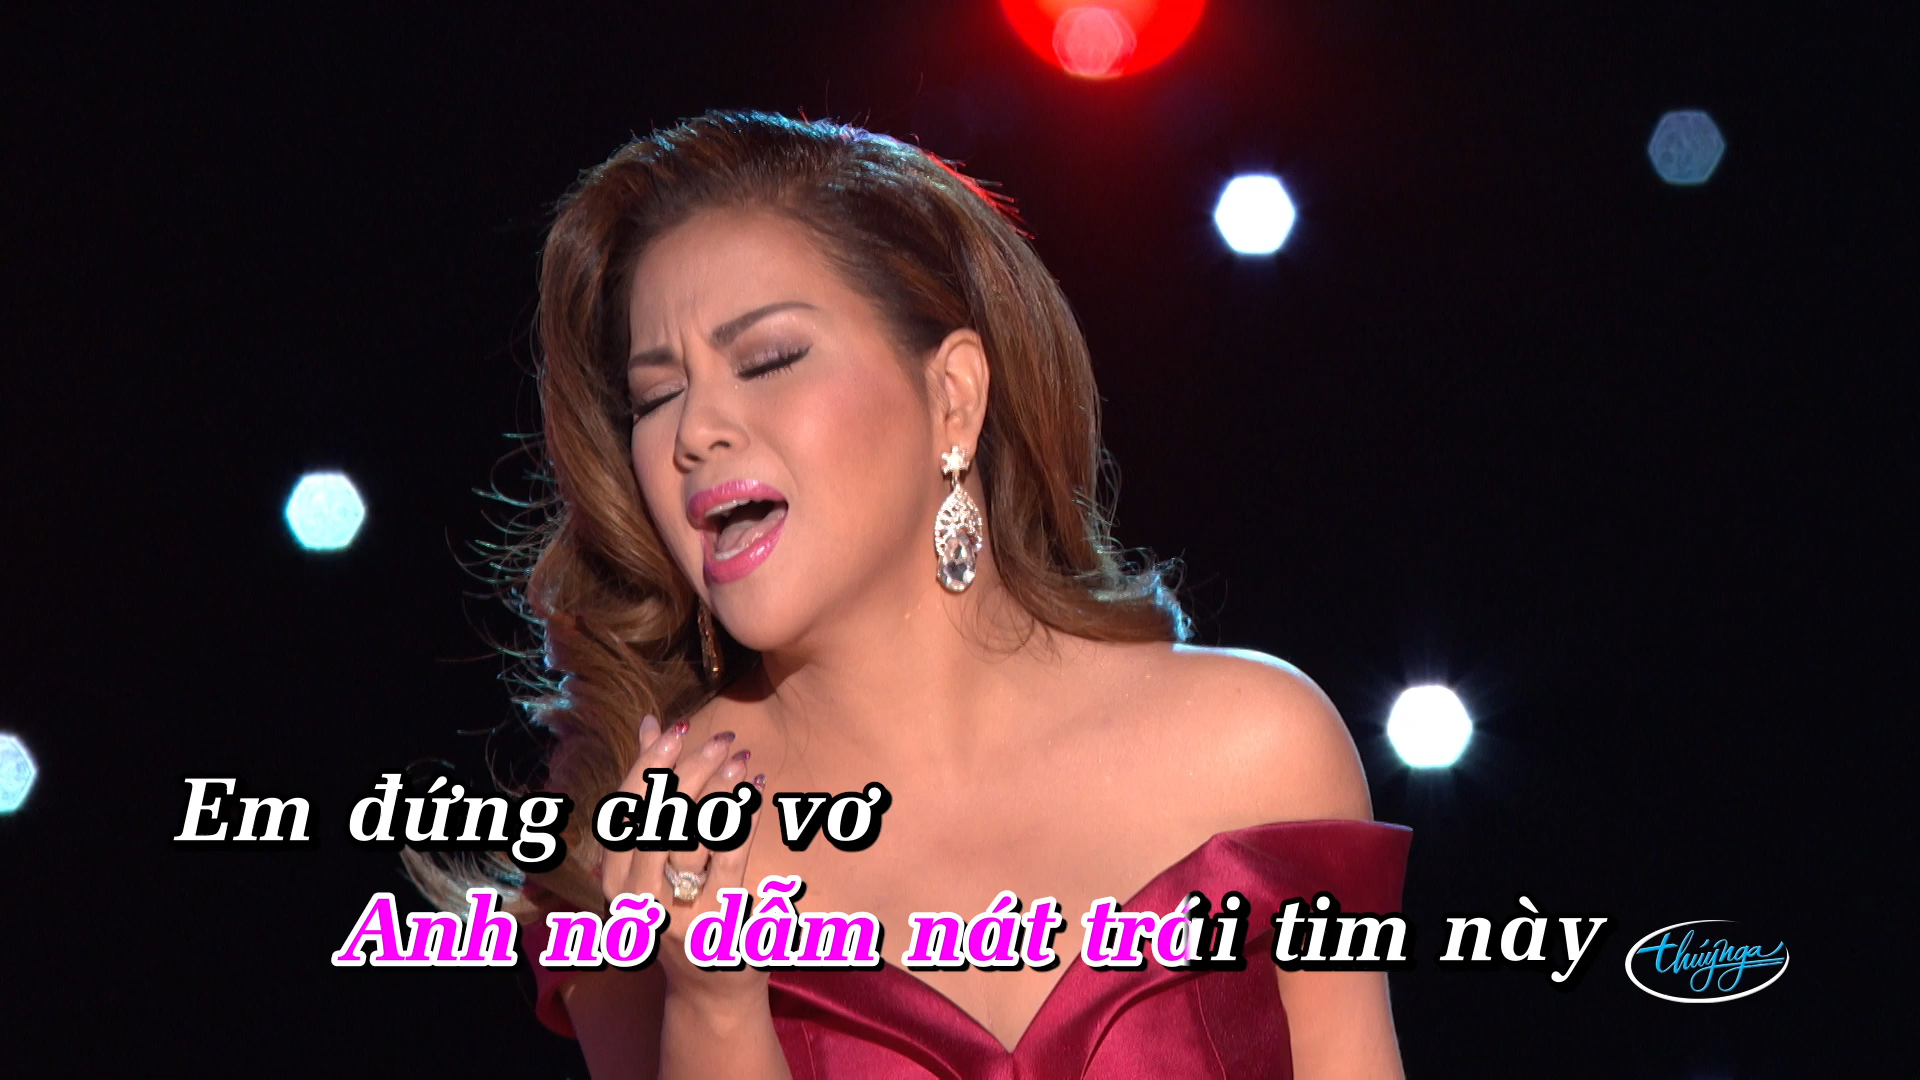 Em đứng chơ vơ
Anh nỡ dẫm nát trái tim này
thúynga